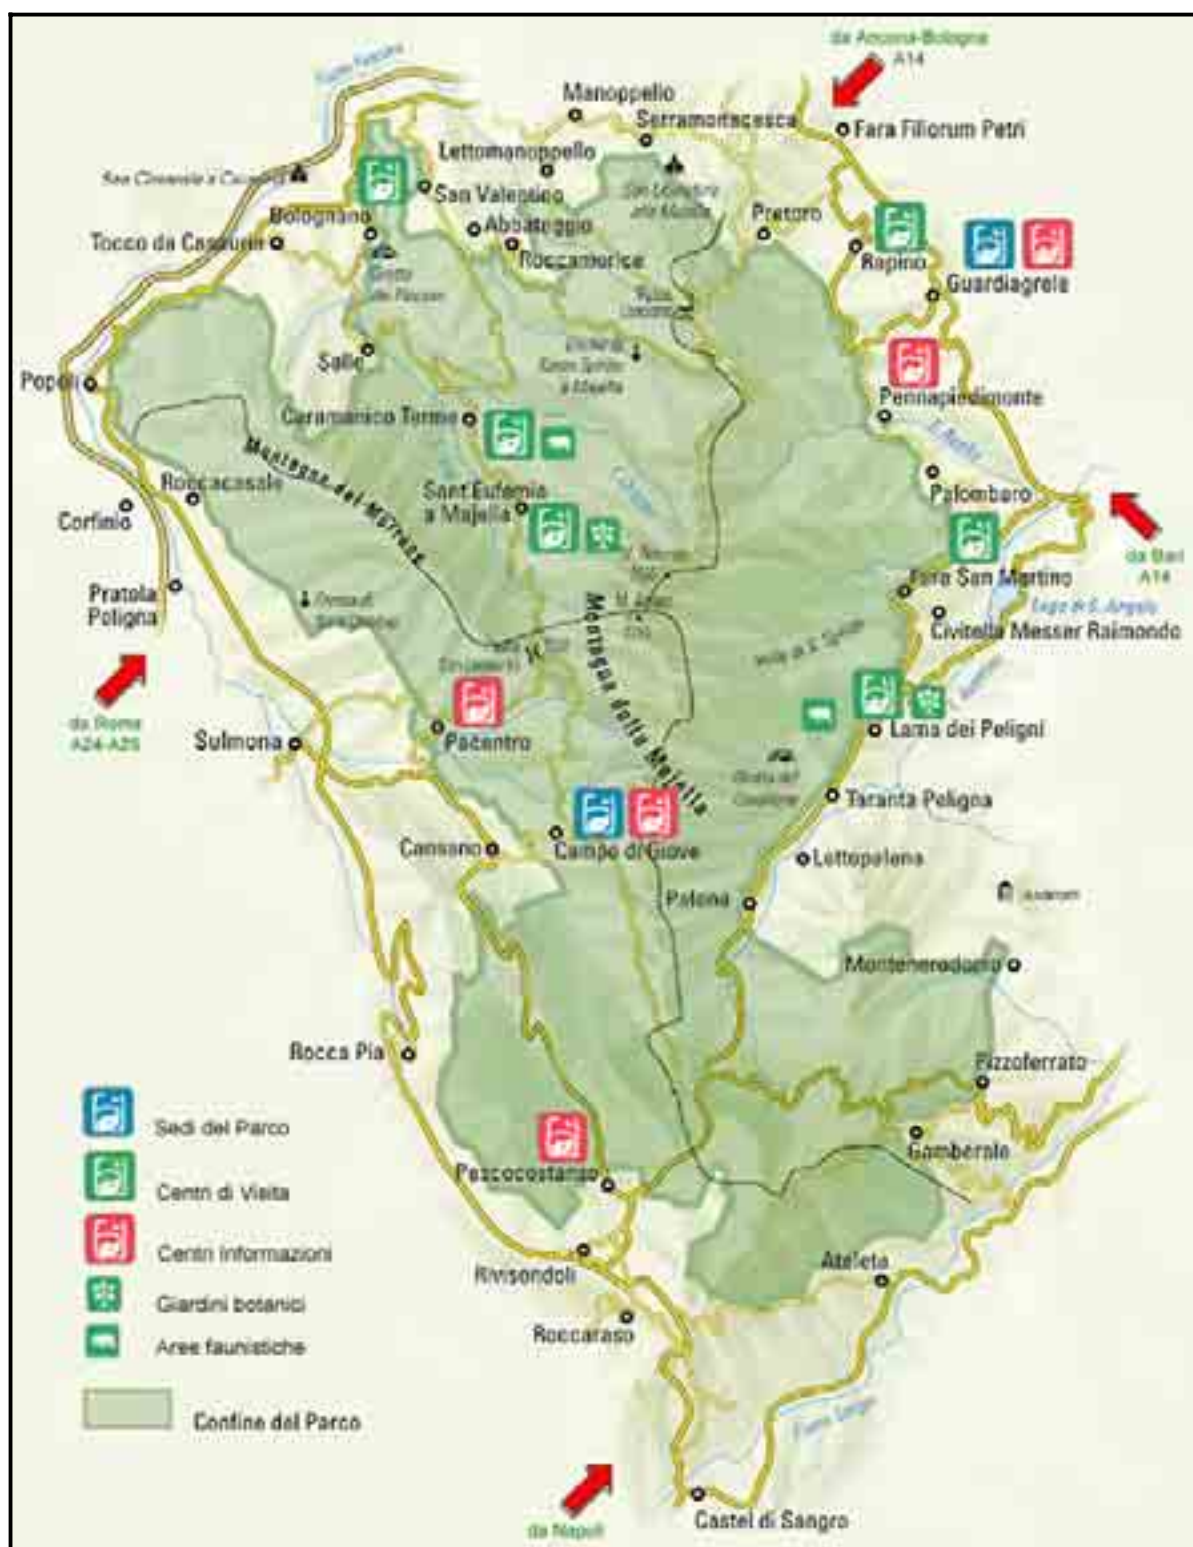 da Ancona-Bologna
A14
Manoppello
Serramonacesca
Fara Filiorum Petri
Lettomanoppello
San Valentino
Bolognano
Abbateggio
Pretoro
Tocco da Casauria
Roccamorice
Rapino
Guardiagrele
Salle
Popoli
Pennapiedimonte
Caramanico Terme
Montagna del Morrone
Roccacasale
Sant'Eufemia
a Majella
Palombaro
Corfinio
da Bari
A14
Pratola
Peligna
Fara San Martino
Civitella Messer Raimondo
Montagna della Majella
da Roma
A24-A25
Sulmona
Pacentro
Lama dei Peligni
Taranta Peligna
Cansano
Campo di Giove
Lettopalena
Palena
Montenerodomo
Rocca Pia
Pizzoferrato
Sedi del Parco
Gamberale
Pescocostanzo
Centri di Visita
Centri Informazioni
Rivisondoli
Ateleta
Giardini botanici
Roccaraso
Aree faunistiche
Confine del Parco
da Napoli
Castel di Sangro